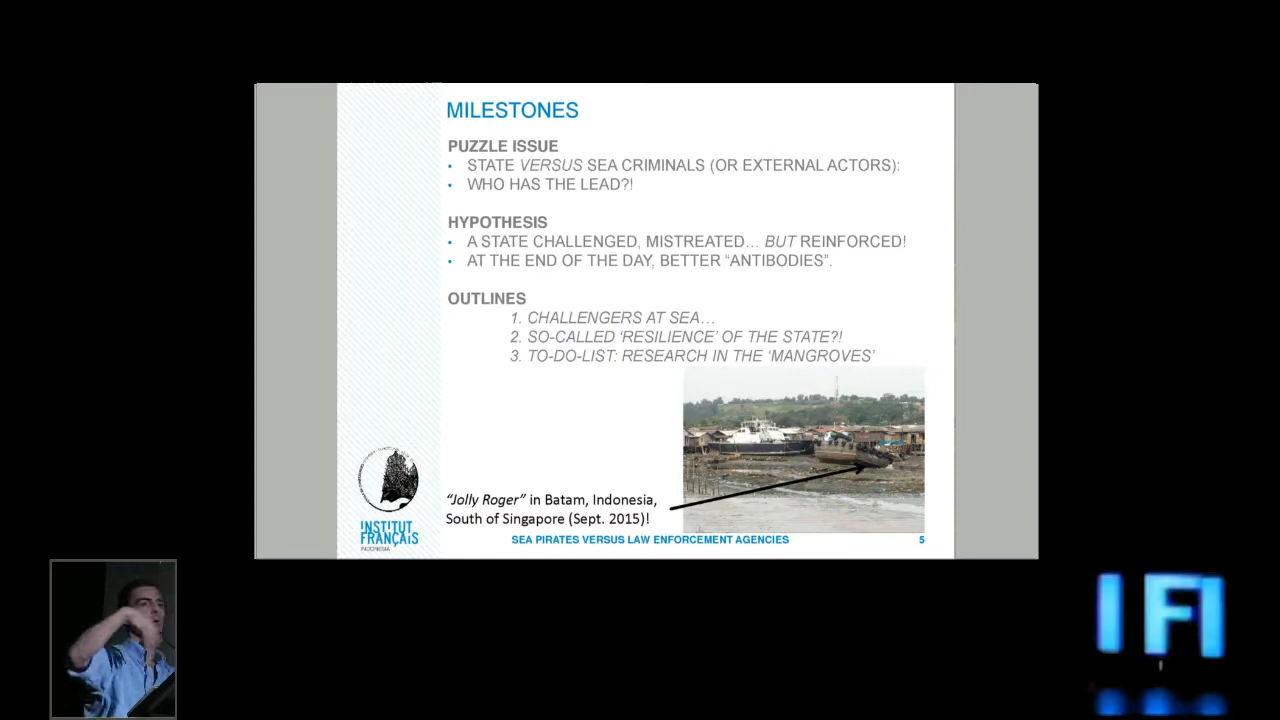 MILESTONES
PUZZLE ISSUE
• STATE VERSUS SEA CRIMINALS (OR EXTERNAL ACTORS):
• WHO HAS THE LEAD?!
HYPOTHESIS
• A STATE CHALLENGED, MISTREATED… BUT REINFORCED!
• AT THE END OF THE DAY, BETTER “ANTIBODIES”.
OUTLINES
1. CHALLENGERS AT SEA…
2. SO-CALLED ‘RESILIENCE’ OF THE STATE?!
3. TO-DO-LIST: RESEARCH IN THE ‘MANGROVES’
“Jolly Roger” in Batam, Indonesia,
South of Singapore (Sept. 2015)!
INSTITUT
FRANÇAIS
INDONESIA
SEA PIRATES VERSUS LAW ENFORCEMENT AGENCIES 5
IFI